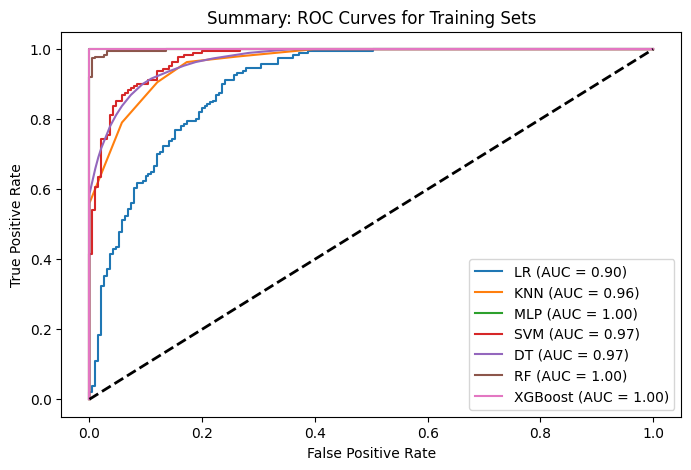 Summary: ROC Curves for Training Sets
True Positive Rate
1.0
0.8
0.6
0.4
0.2
0.0
LR (AUC = 0.90)
KNN (AUC = 0.96)
MLP (AUC = 1.00)
SVM (AUC = 0.97)
DT (AUC = 0.97)
RF (AUC = 1.00)
XGBoost (AUC = 1.00)
0.0 0.2 0.4 0.6 0.8 1.0
False Positive Rate